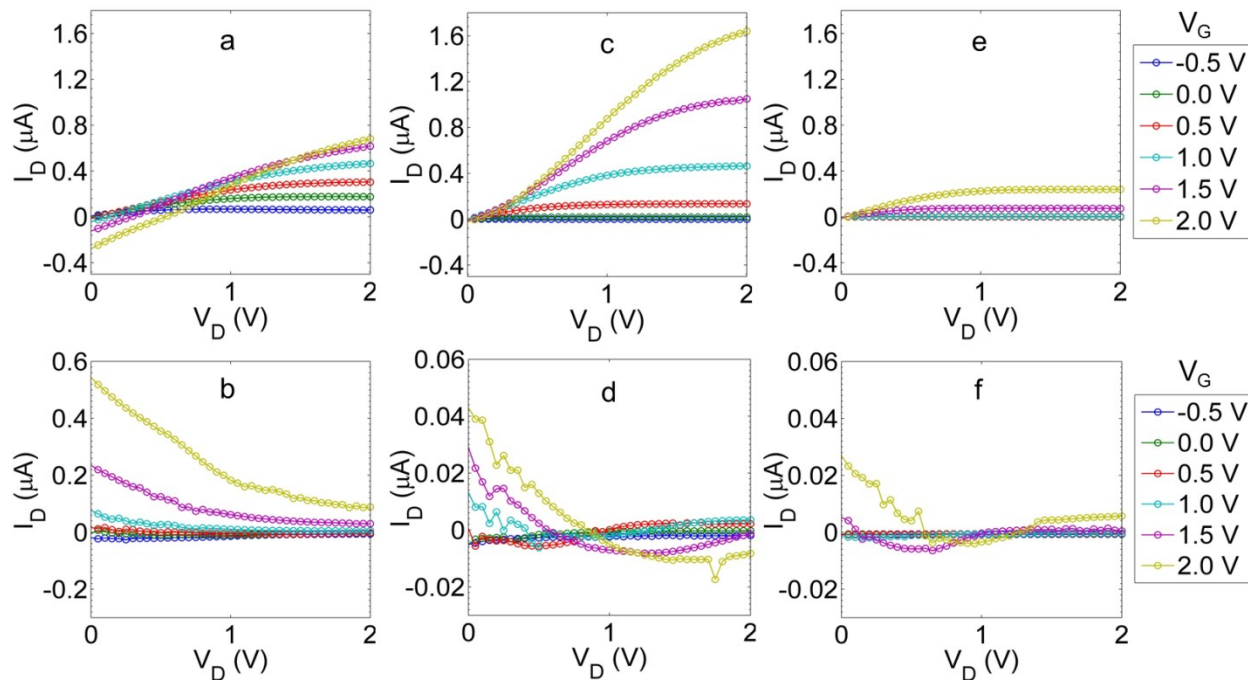 a
1.6
1.2
0.8
0.4
0
-0.4
I_D (μA)
0 1 2
V_D (V)
c
1.6
1.2
0.8
0.4
0
-0.4
I_D (μA)
0 1 2
V_D (V)
e
1.6
1.2
0.8
0.4
0
-0.4
I_D (μA)
0 1 2
V_D (V)
V_G
-0.5 V
0.0 V
0.5 V
1.0 V
1.5 V
2.0 V
b
0.6
0.4
0.2
0
-0.2
I_D (μA)
0 1 2
V_D (V)
d
0.06
0.04
0.02
0
-0.02
I_D (μA)
0 1 2
V_D (V)
f
0.06
0.04
0.02
0
-0.02
I_D (μA)
0 1 2
V_D (V)
V_G
-0.5 V
0.0 V
0.5 V
1.0 V
1.5 V
2.0 V